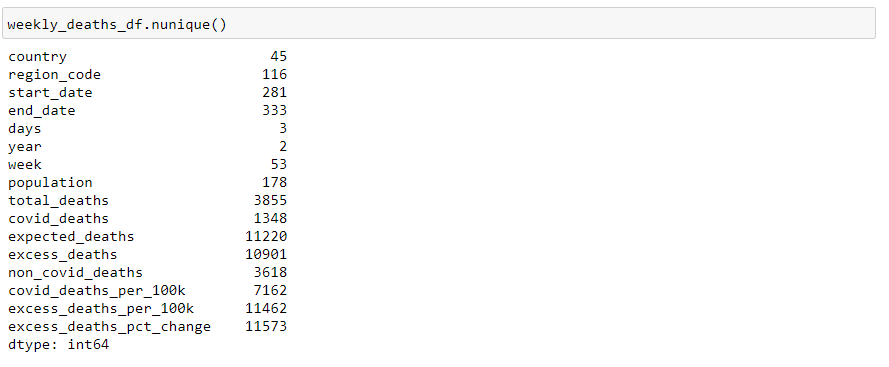 weekly_deaths_df.nunique()
country 45
region_code 116
start_date 281
end_date 333
days 3
year 2
week 53
population 178
total_deaths 3855
covid_deaths 1348
expected_deaths 11220
excess_deaths 10901
non_covid_deaths 3618
covid_deaths_per_100k 7162
excess_deaths_per_100k 11462
excess_deaths_pct_change 11573
dtype: int64